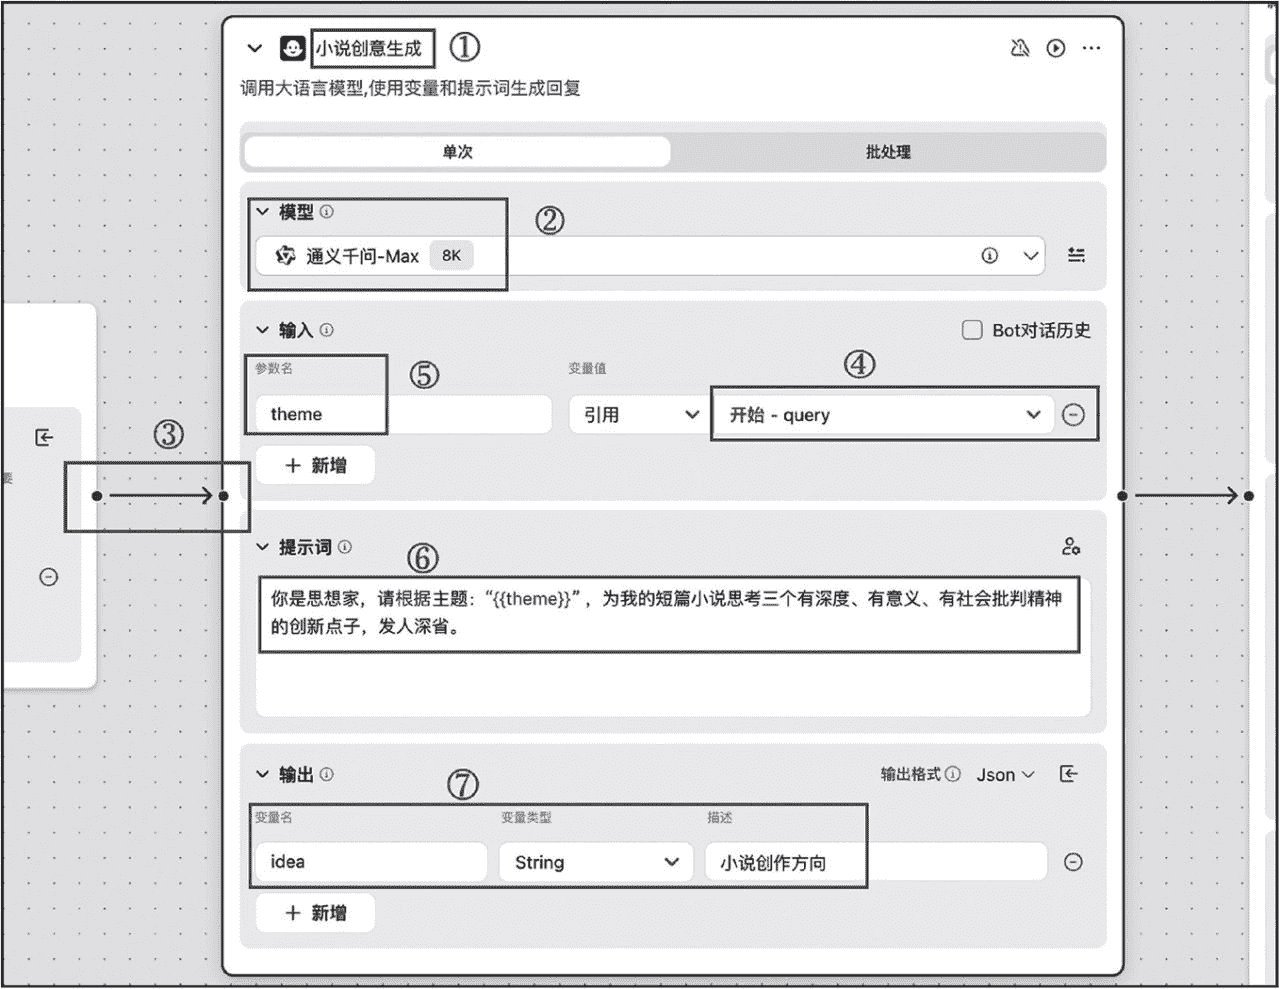 小说创意生成 ①
调用大语言模型,使用变量和提示词生成回复
单次 批处理
模型 ②
通义千问-Max 8K
输入 Bot对话历史
参数名 ⑤ 变量值 ④
theme 引用 开始 - query
新增
③
要
提示词 ⑥
你是思想家，请根据主题：“{{theme}}”，为我的短篇小说思考三个有深度、有意义、有社会批判精神
的创新点子，发人深省。
输出 ⑦ 输出格式 Json
变量名 变量类型 描述
idea String 小说创作方向
新增